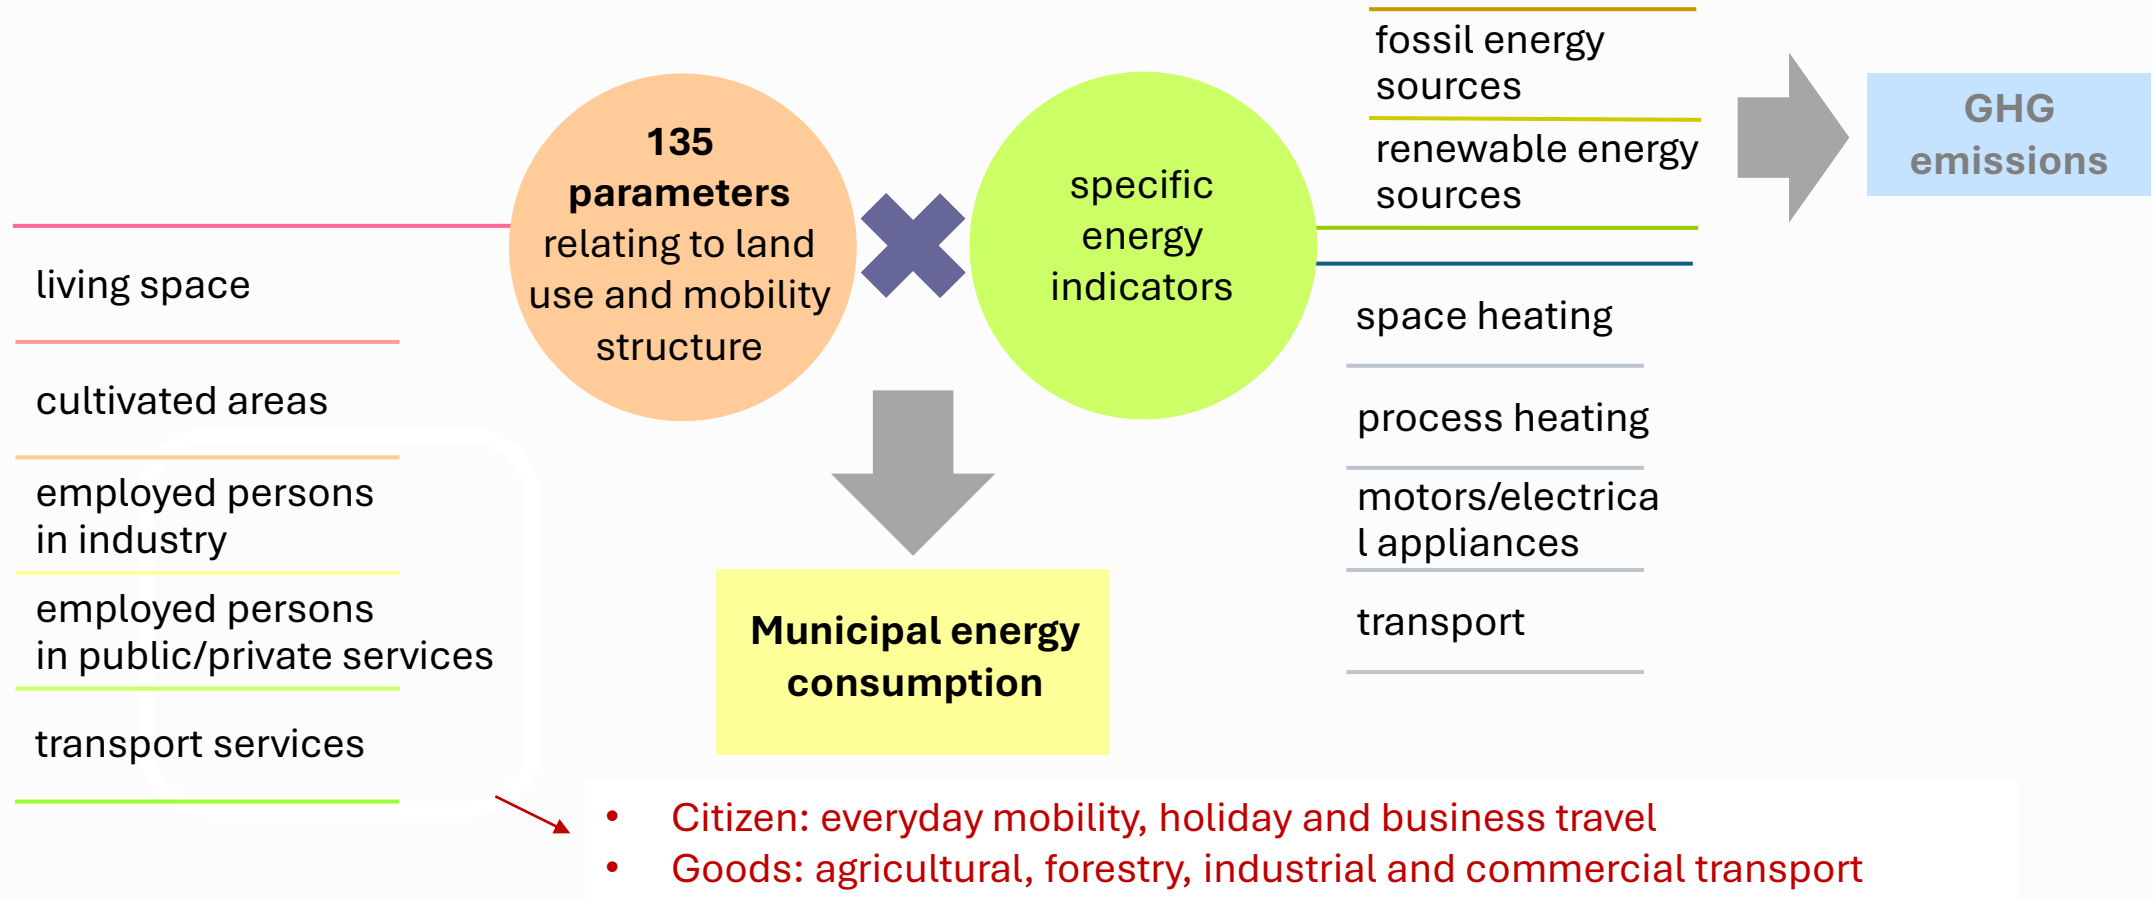 135
parameters
relating to land
use and mobility
structure
specific
energy
indicators
fossil energy
sources
renewable energy
sources
GHG
emissions
living space
cultivated areas
employed persons
in industry
employed persons
in public/private services
transport services
space heating
process heating
motors/electrica
l appliances
transport
Municipal energy
consumption
• Citizen: everyday mobility, holiday and business travel
• Goods: agricultural, forestry, industrial and commercial transport